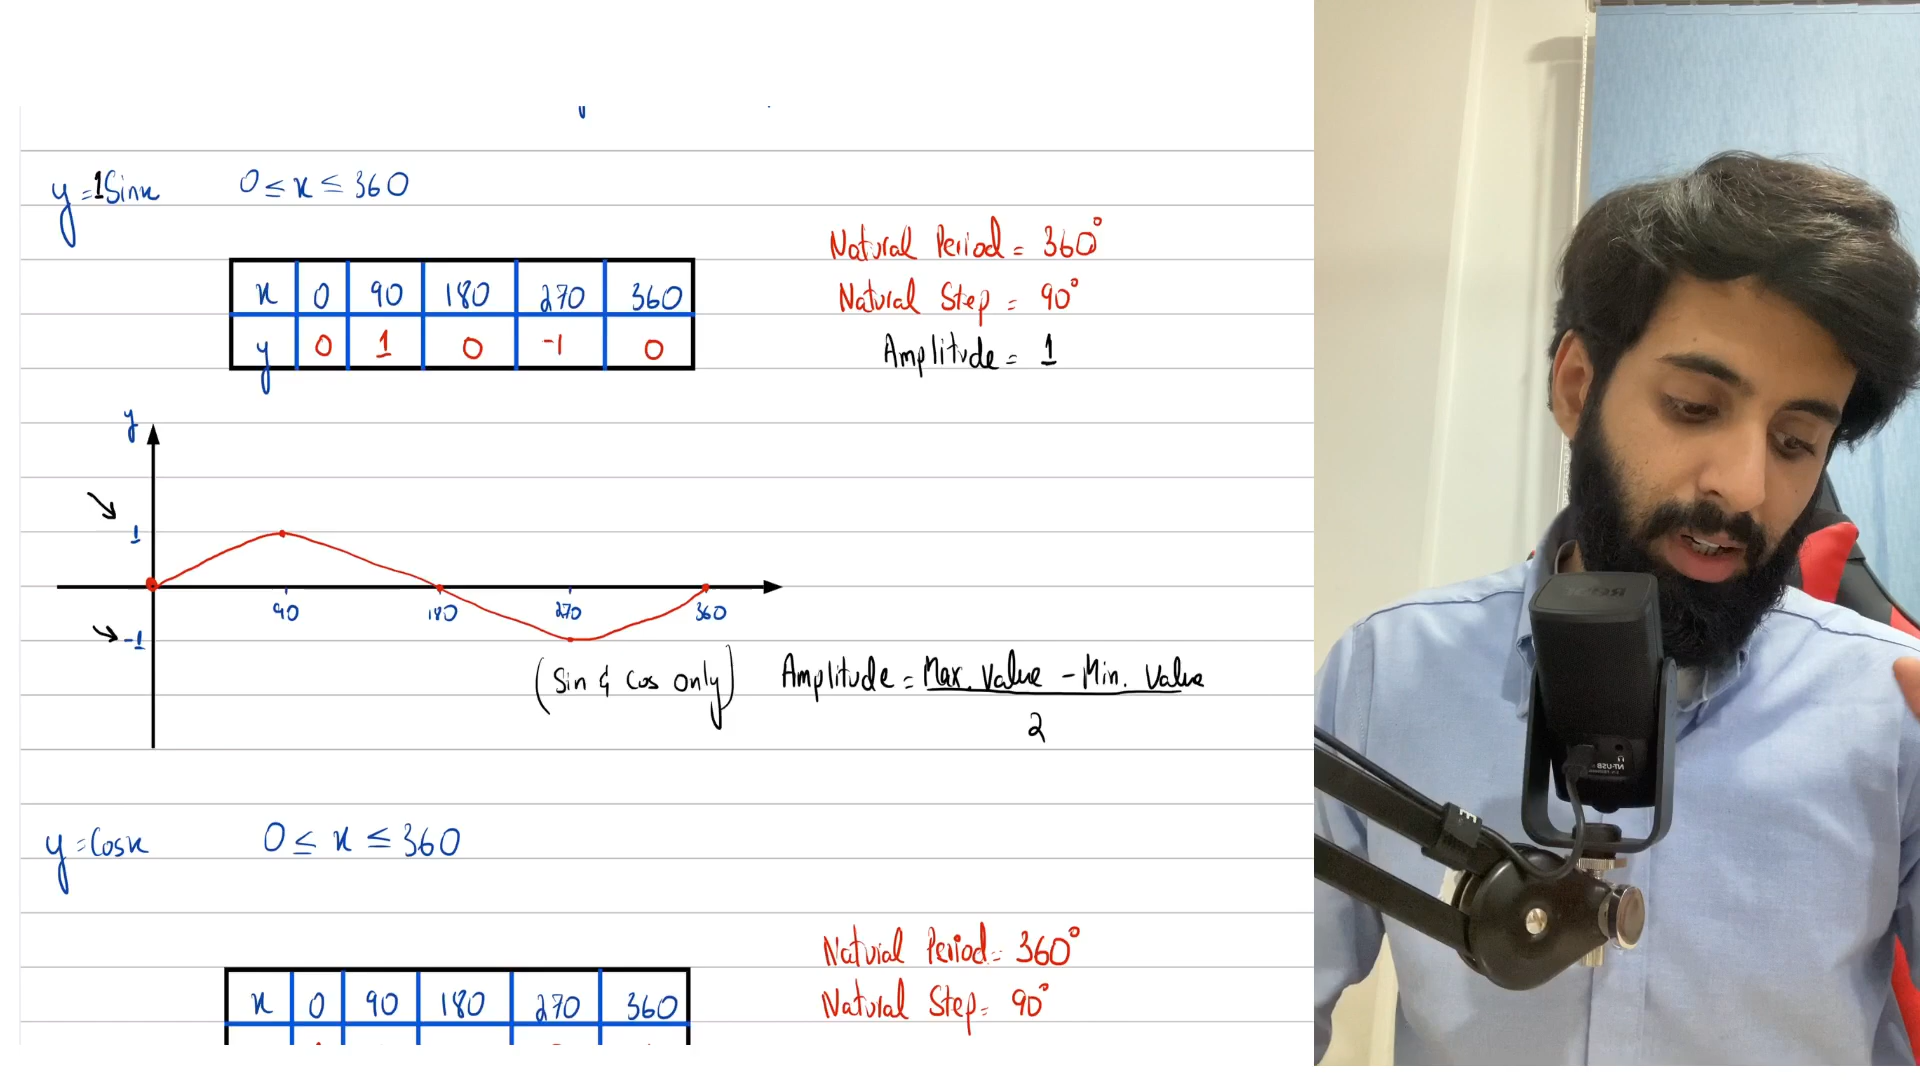 y=1Sinx 0≤x≤360
Natural Period = 360°
Natural Step = 90°
Amplitude = 1
x 0 90 180 270 360
y 0 1 0 -1 0
y
1
90 180 270 360
-1
(Sin & Cos only) Amplitude = Max. Value - Min. Value
2
y=Cosx 0≤x≤360
Natural Period = 360°
Natural Step = 90°
x 0 90 180 270 360
NT-USB